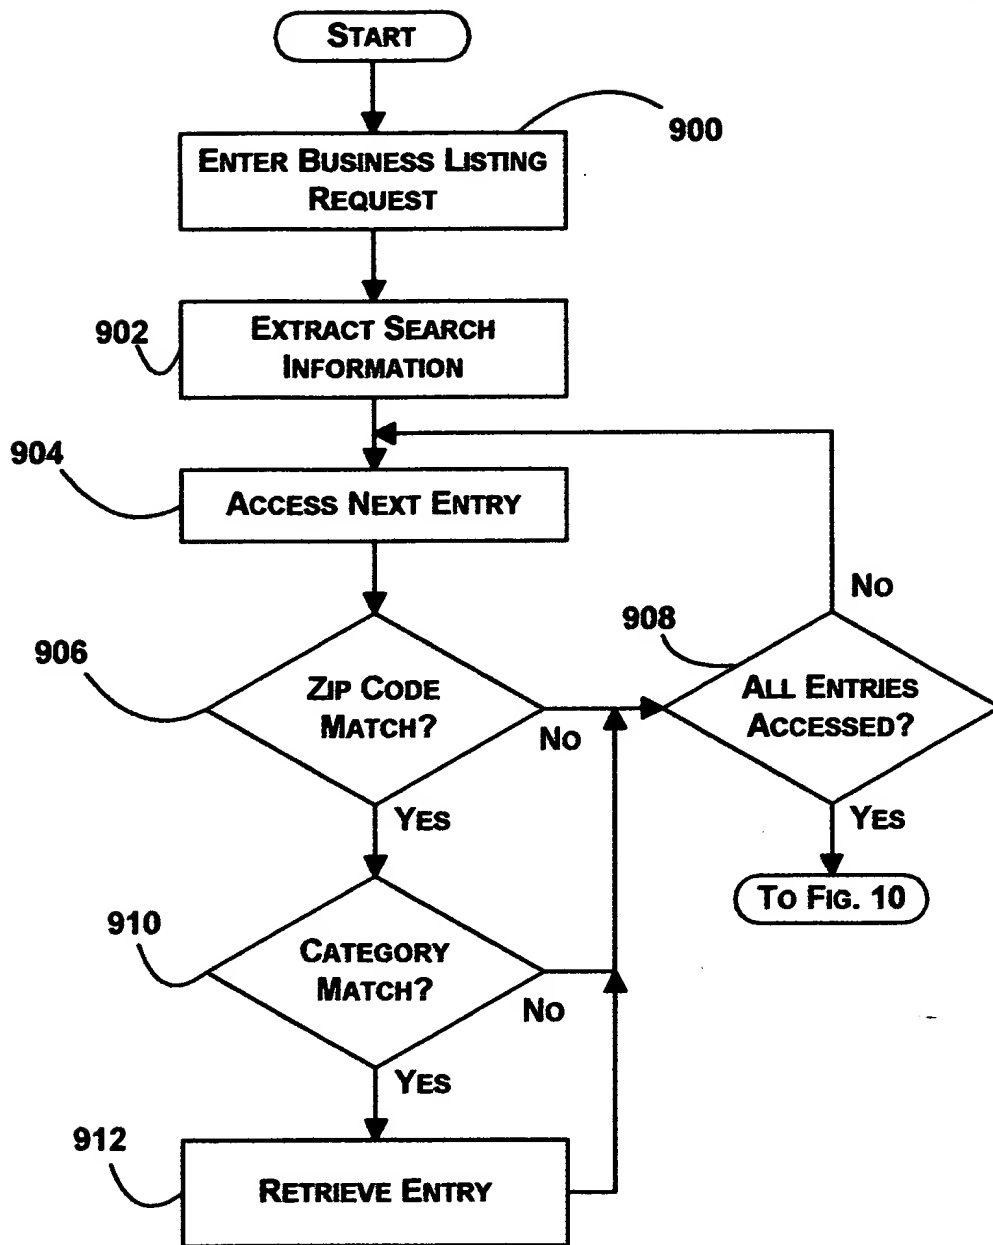 START
900
ENTER BUSINESS LISTING
REQUEST
902
EXTRACT SEARCH
INFORMATION
904
ACCESS NEXT ENTRY
NO
908
906
ZIP CODE
MATCH?
ALL ENTRIES
ACCESSED?
NO
YES
YES
TO FIG. 10
910
CATEGORY
MATCH?
NO
YES
912
RETRIEVE ENTRY